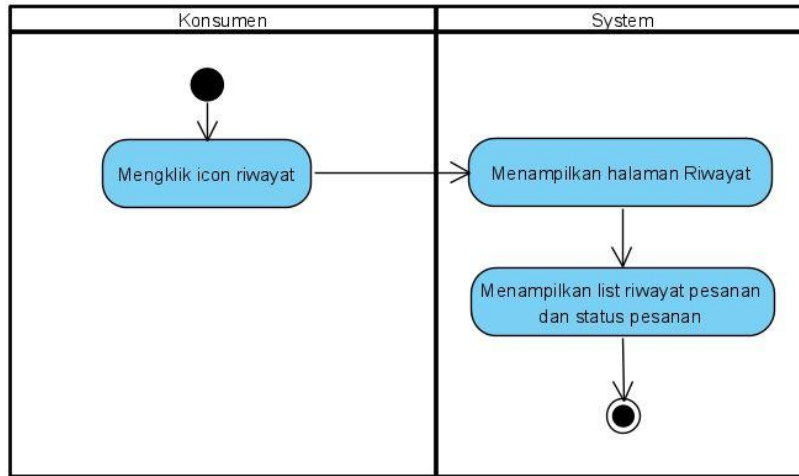 Konsumen
System
Mengklik icon riwayat
Menampilkan halaman Riwayat
Menampilkan list riwayat pesanan
dan status pesanan